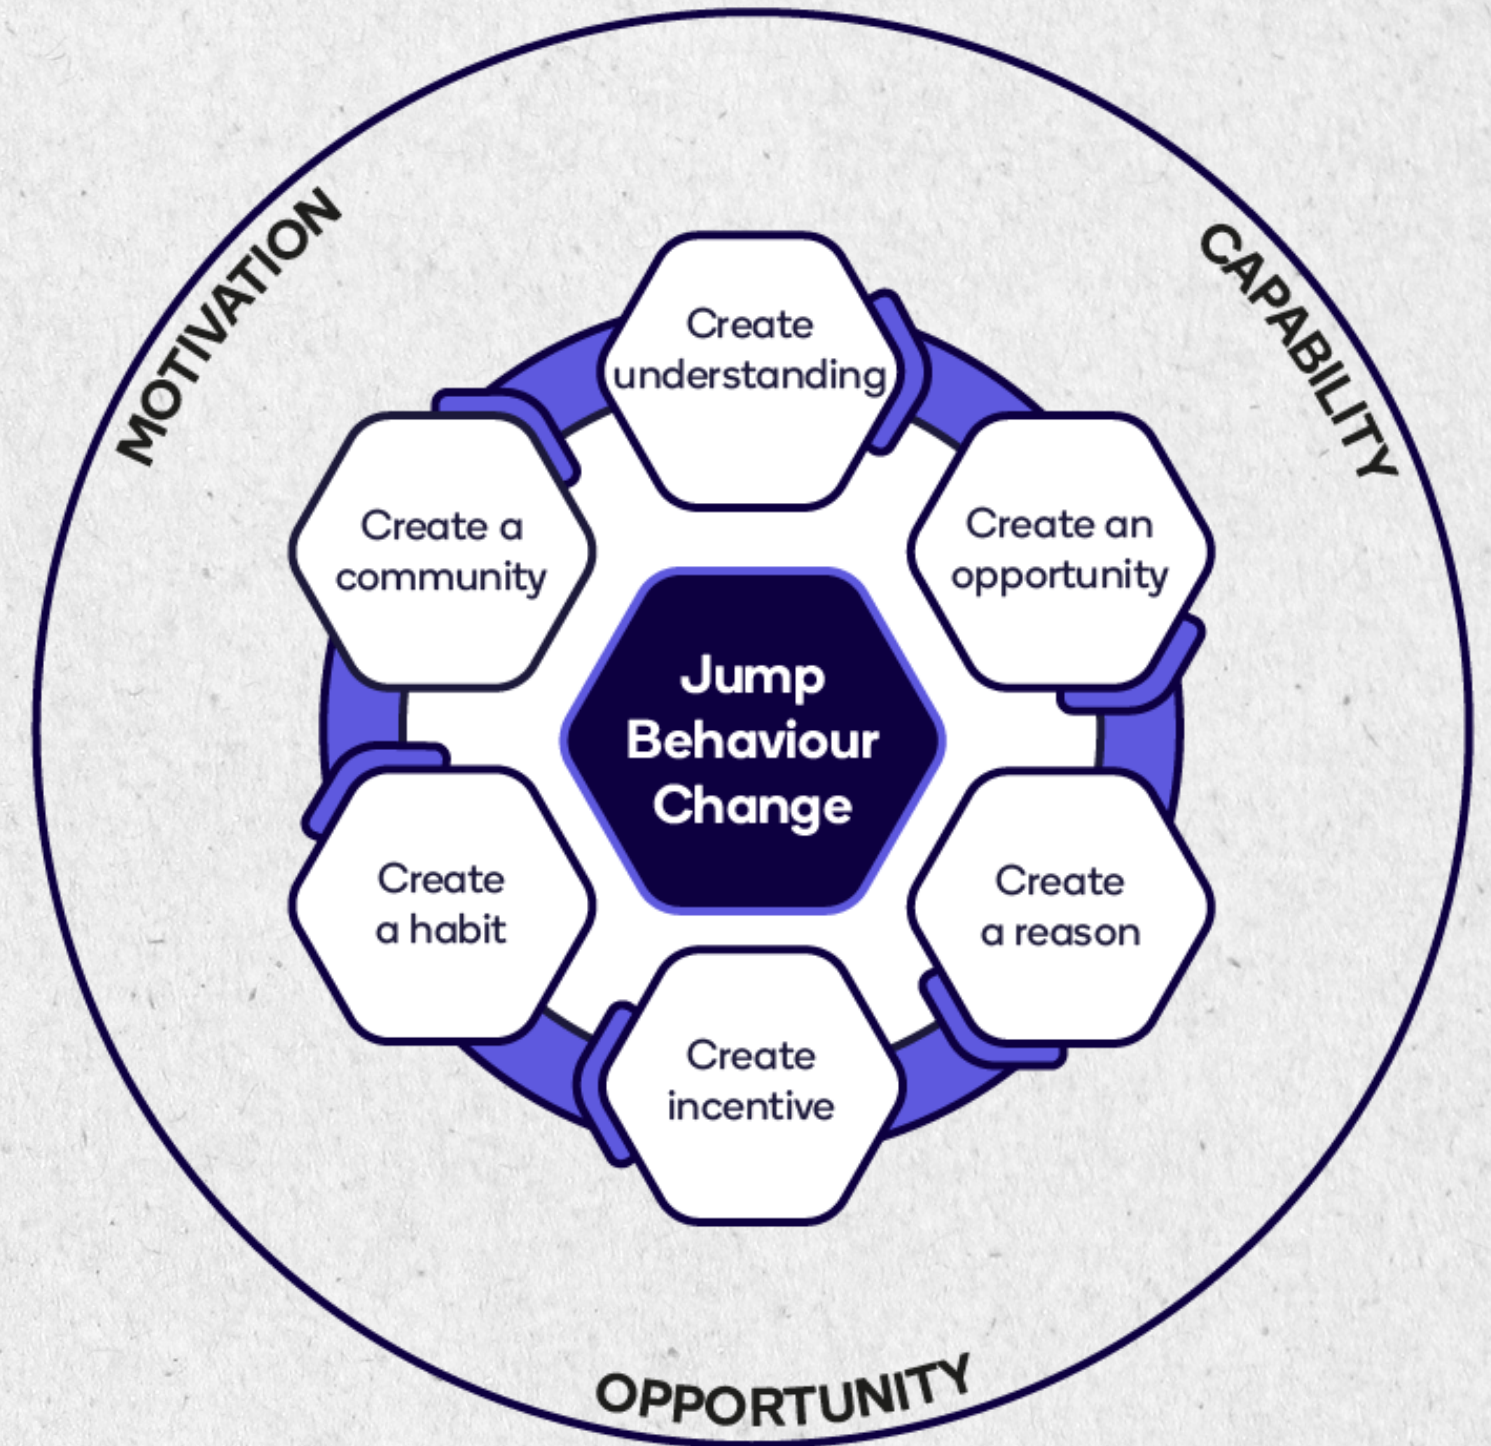 MOTIVATION
CAPABILITY
Create
understanding
Create an
opportunity
Create
a reason
Create
incentive
Create
a habit
Create a
community
Jump
Behaviour
Change
OPPORTUNITY